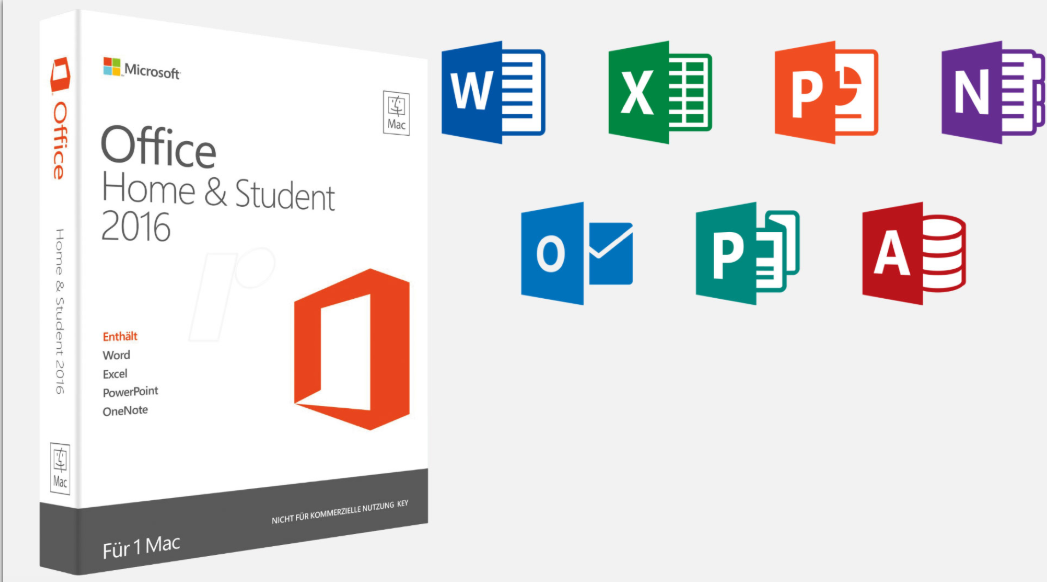 Office
Home & Student 2016
Mac
Microsoft
Mac
Office
Home & Student
2016
Enthält
Word
Excel
PowerPoint
OneNote
NICHT FÜR KOMMERZIELLE NUTZUNG KEY
Für 1 Mac
W
X
P
N
O
P
A